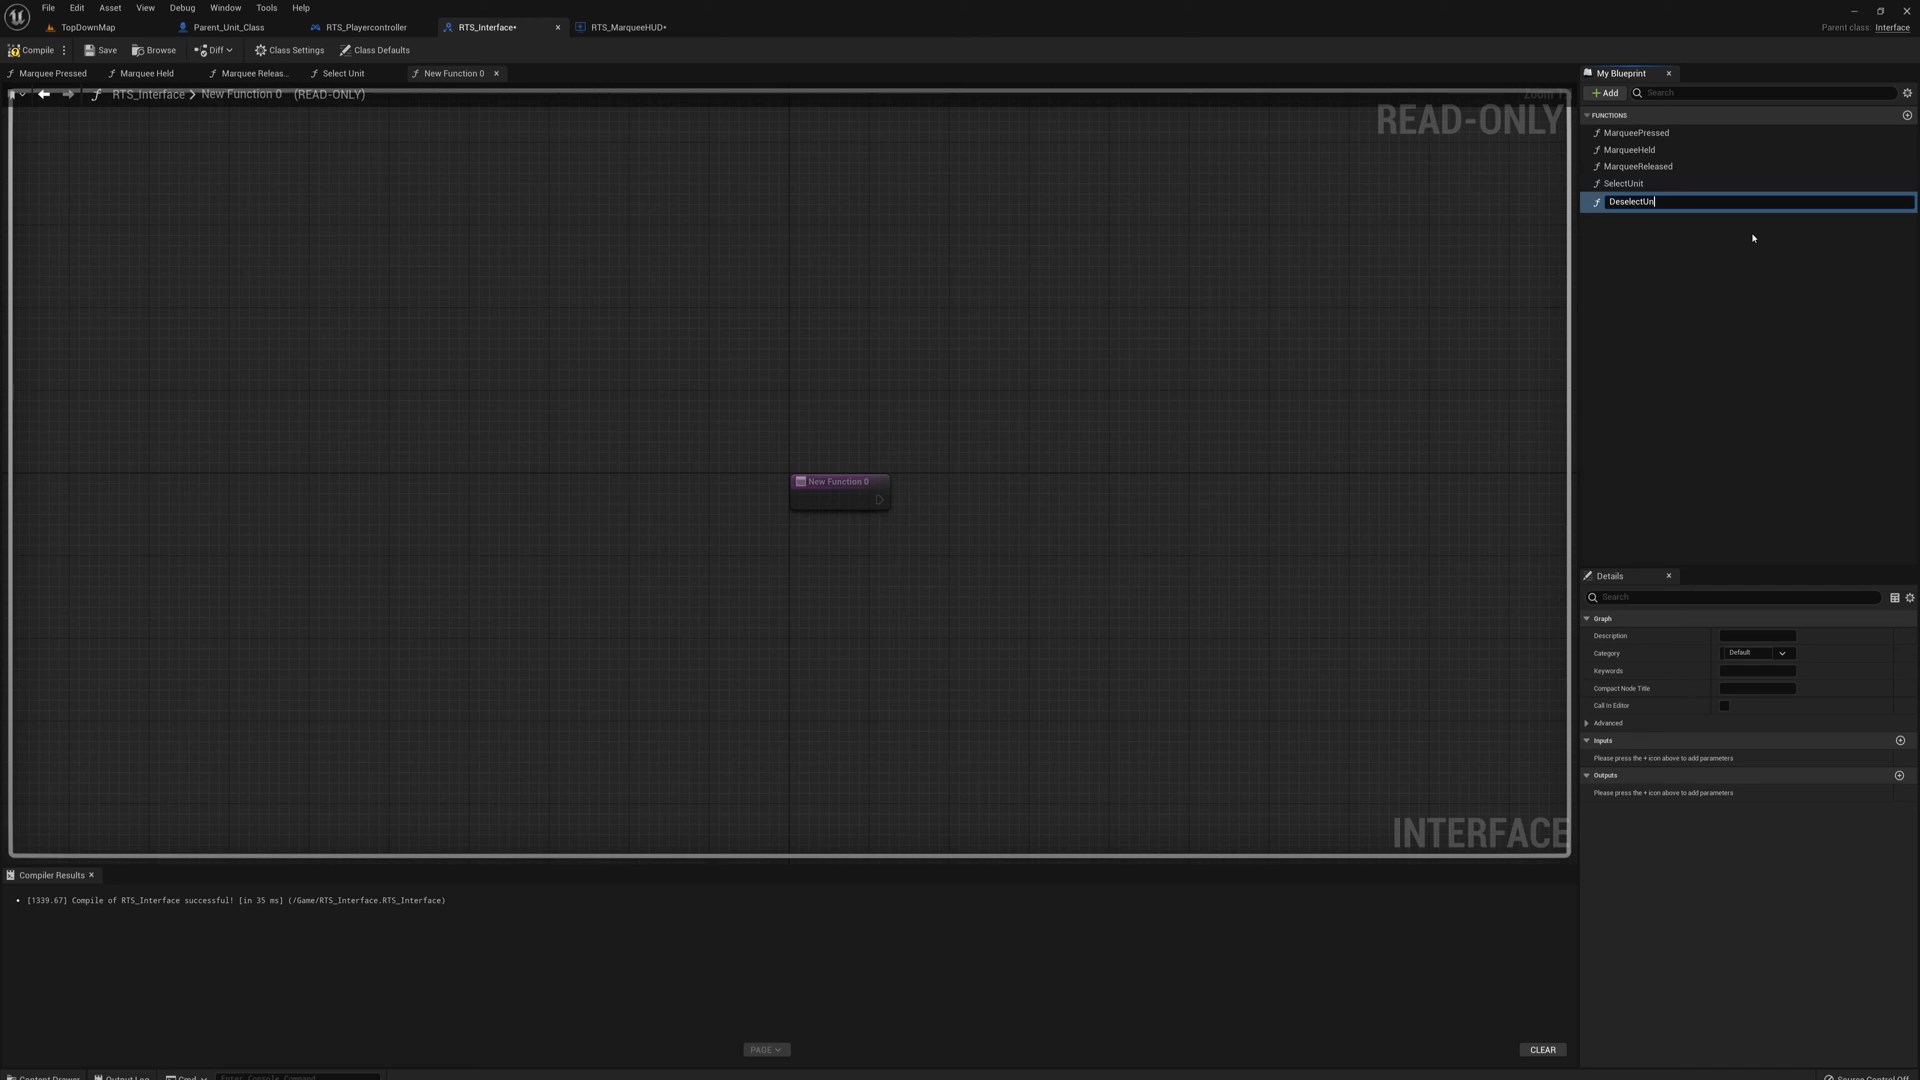 File Edit Asset View Debug Window Tools Help
TopDownMap Parent_Unit_Class RTS_Playercontroller RTS_Interface* RTS_MarqueeHUD*
Parent class: Interface
Compile Save Browse Diff Class Settings Class Defaults
Marquee Pressed Marquee Held Marquee Releas... Select Unit New Function 0
RTS_Interface > New Function 0 (READ-ONLY)
READ-ONLY
New Function 0
INTERFACE
My Blueprint
+ Add Search
FUNCTIONS
MarqueePressed
MarqueeHeld
MarqueeReleased
SelectUnit
DeselectUn
Details
Search
Graph
Description
Category Default
Keywords
Compact Node Title
Call In Editor
Advanced
Inputs
Please press the + icon above to add parameters
Outputs
Please press the + icon above to add parameters
Compiler Results
[1339.67] Compile of RTS_Interface successful! [in 35 ms] (/Game/RTS_Interface.RTS_Interface)
PAGE
CLEAR
Content Drawer Output Log Cmd Enter Console Command
Source Control Off